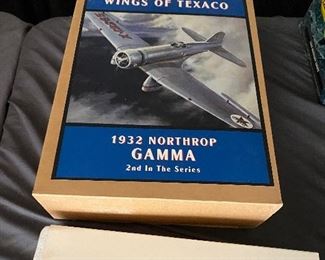 WINGS OF TEXACO
1932 NORTHROP
GAMMA
2nd In The Series